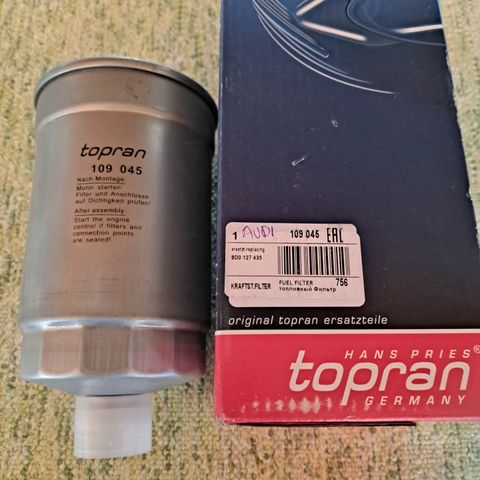 topran
109 045
Nach Montage:
Motor starten
Filter und Anschlüsse
auf Dichtigkeit prüfen!
After assembly:
Start the engine
control if filters and
connection points
are sealed!
1 AUDI 109 045 EAC
ersetzt-replacing
8D0 127 435
KRAFTST.FILTER FUEL FILTER 756
топливный Фильтр
original topran ersatzteile
HANS PRIES
topran®
GERMANY